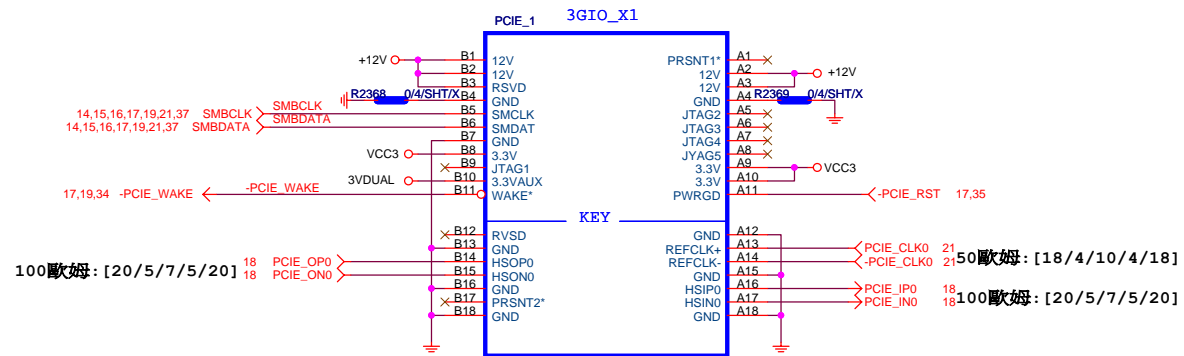 3GIO_X1
PCIE_1
+12V
B1 12V
B2 12V
B3 RSVD
R2368 0/4/SHT/X B4 GND
14,15,16,17,19,21,37 SMBCLK SMBCLK B5 SMCLK
14,15,16,17,19,21,37 SMBDATA SMBDATA B6 SMDAT
B7 GND
VCC3 B8 3.3V
B9 JTAG1
3VDUAL B10 3.3VAUX
17,19,34 -PCIE_WAKE -PCIE_WAKE B11 WAKE*
PRSNT1* A1
12V A2 +12V
12V A3
GND A4 R2369 0/4/SHT/X
JTAG2 A5
JTAG3 A6
JTAG4 A7
JYAG5 A8
3.3V A9 VCC3
3.3V A10
PWRGD A11 -PCIE_RST 17,35
KEY
B12 RVSD
B13 GND
18 PCIE_OP0 B14 HSOP0
100歐姆:[20/5/7/5/20] 18 PCIE_ON0 B15 HSON0
B16 GND
B17 PRSNT2*
B18 GND
GND A12
REFCLK+ A13 PCIE_CLK0 21
REFCLK- A14 -PCIE_CLK0 21 50歐姆:[18/4/10/4/18]
GND A15
HSIP0 A16 PCIE_IP0 18
HSIN0 A17 PCIE_IN0 18 100歐姆:[20/5/7/5/20]
GND A18